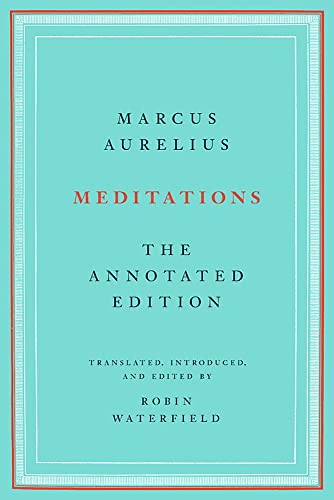 MARCUS
AURELIUS
MEDITATIONS
THE
ANNOTATED
EDITION
TRANSLATED, INTRODUCED,
AND EDITED BY
ROBIN
WATERFIELD